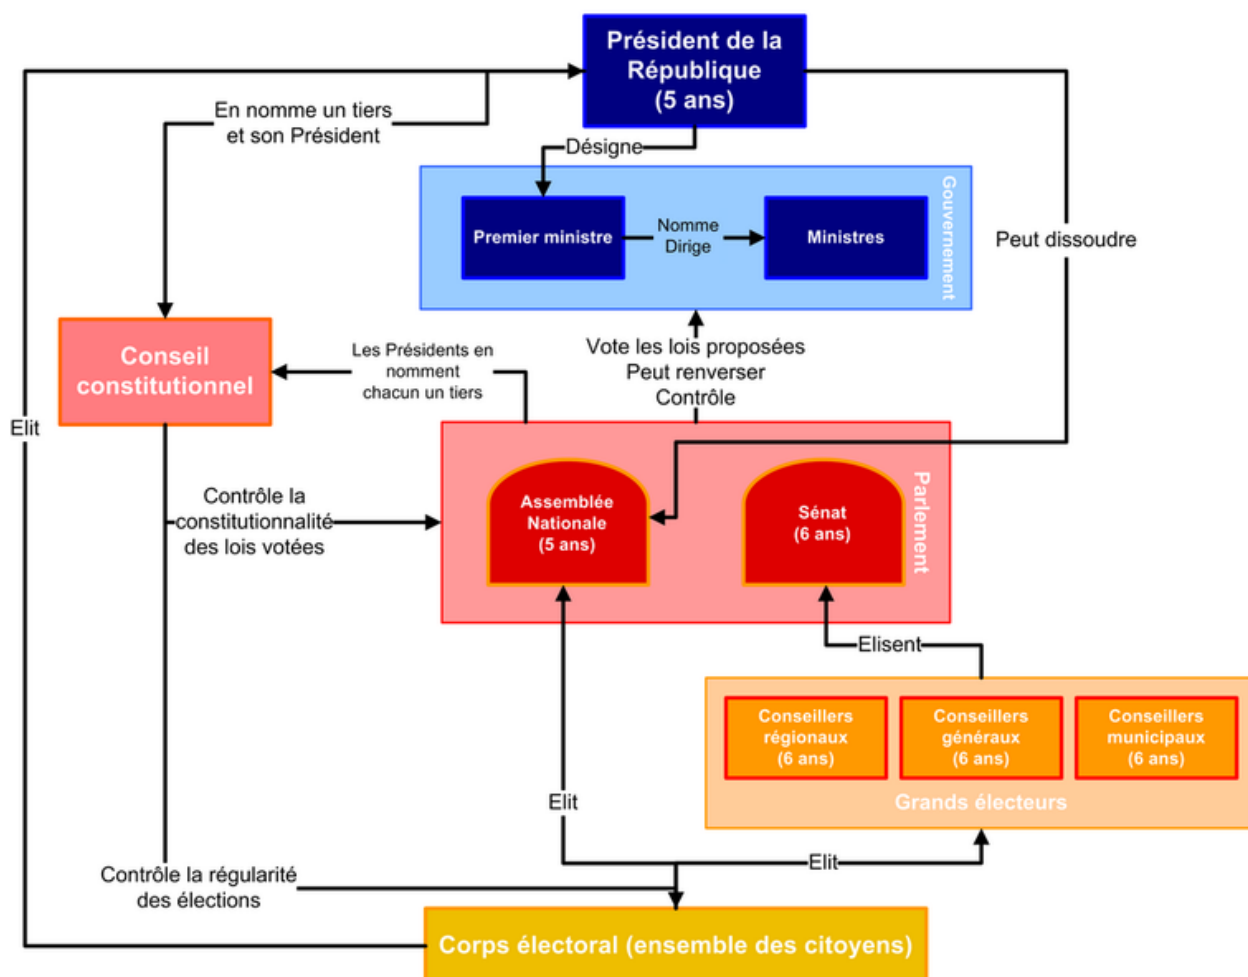 Président de la
République
(5 ans)
En nomme un tiers
et son Président
Désigne
Gouvernement
Premier ministre
Nomme
Dirige
Ministres
Peut dissoudre
Conseil
constitutionnel
Les Présidents en
nomment
chacun un tiers
Vote les lois proposées
Peut renverser
Contrôle
Elit
Parlement
Assemblée
Nationale
(5 ans)
Sénat
(6 ans)
Contrôle la
constitutionnalité
des lois votées
Elisent
Conseillers
régionaux
(6 ans)
Conseillers
généraux
(6 ans)
Conseillers
municipaux
(6 ans)
Grands électeurs
Elit
Elit
Contrôle la régularité
des élections
Corps électoral (ensemble des citoyens)